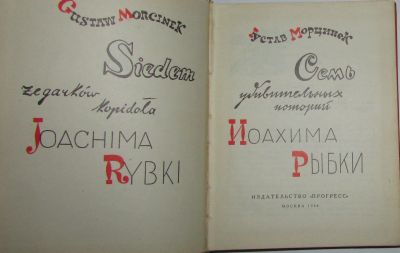 Gustaw Morcinek
Siedem
zegarków
kopidoła
Joachima
Rybki
Густав Морцинек
Семь
удивительных
историй
Иоахима
Рыбки
ИЗДАТЕЛЬСТВО «ПРОГРЕСС»
МОСКВА